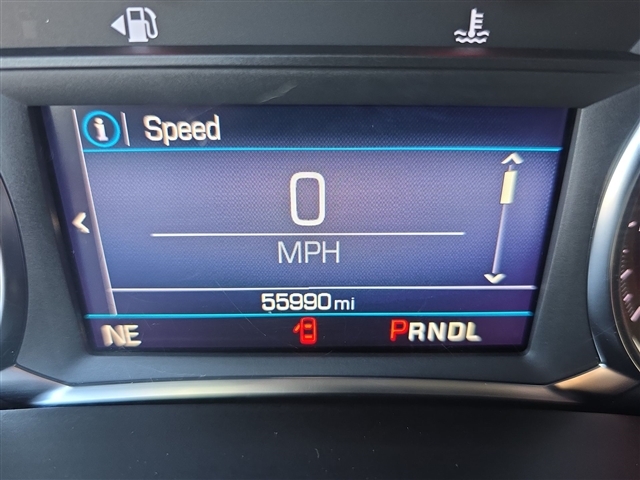 i Speed
0
MPH
55990 mi
NE PRNDL